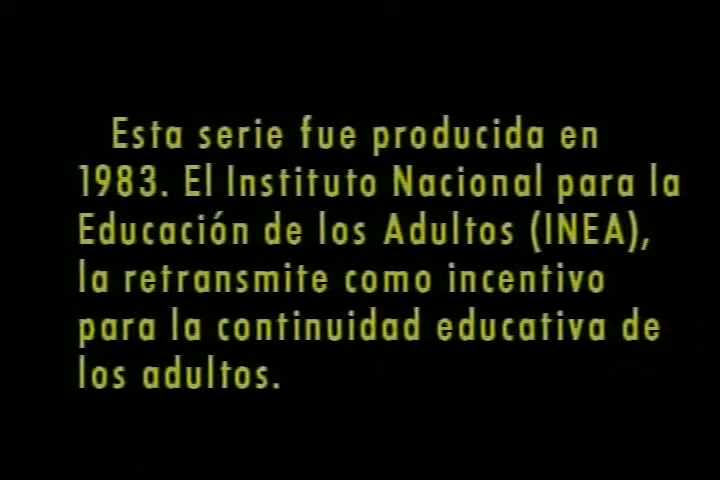 Esta serie fue producida en
1983. El Instituto Nacional para la
Educación de los Adultos (INEA),
la retransmite como incentivo
para la continuidad educativa de
los adultos.